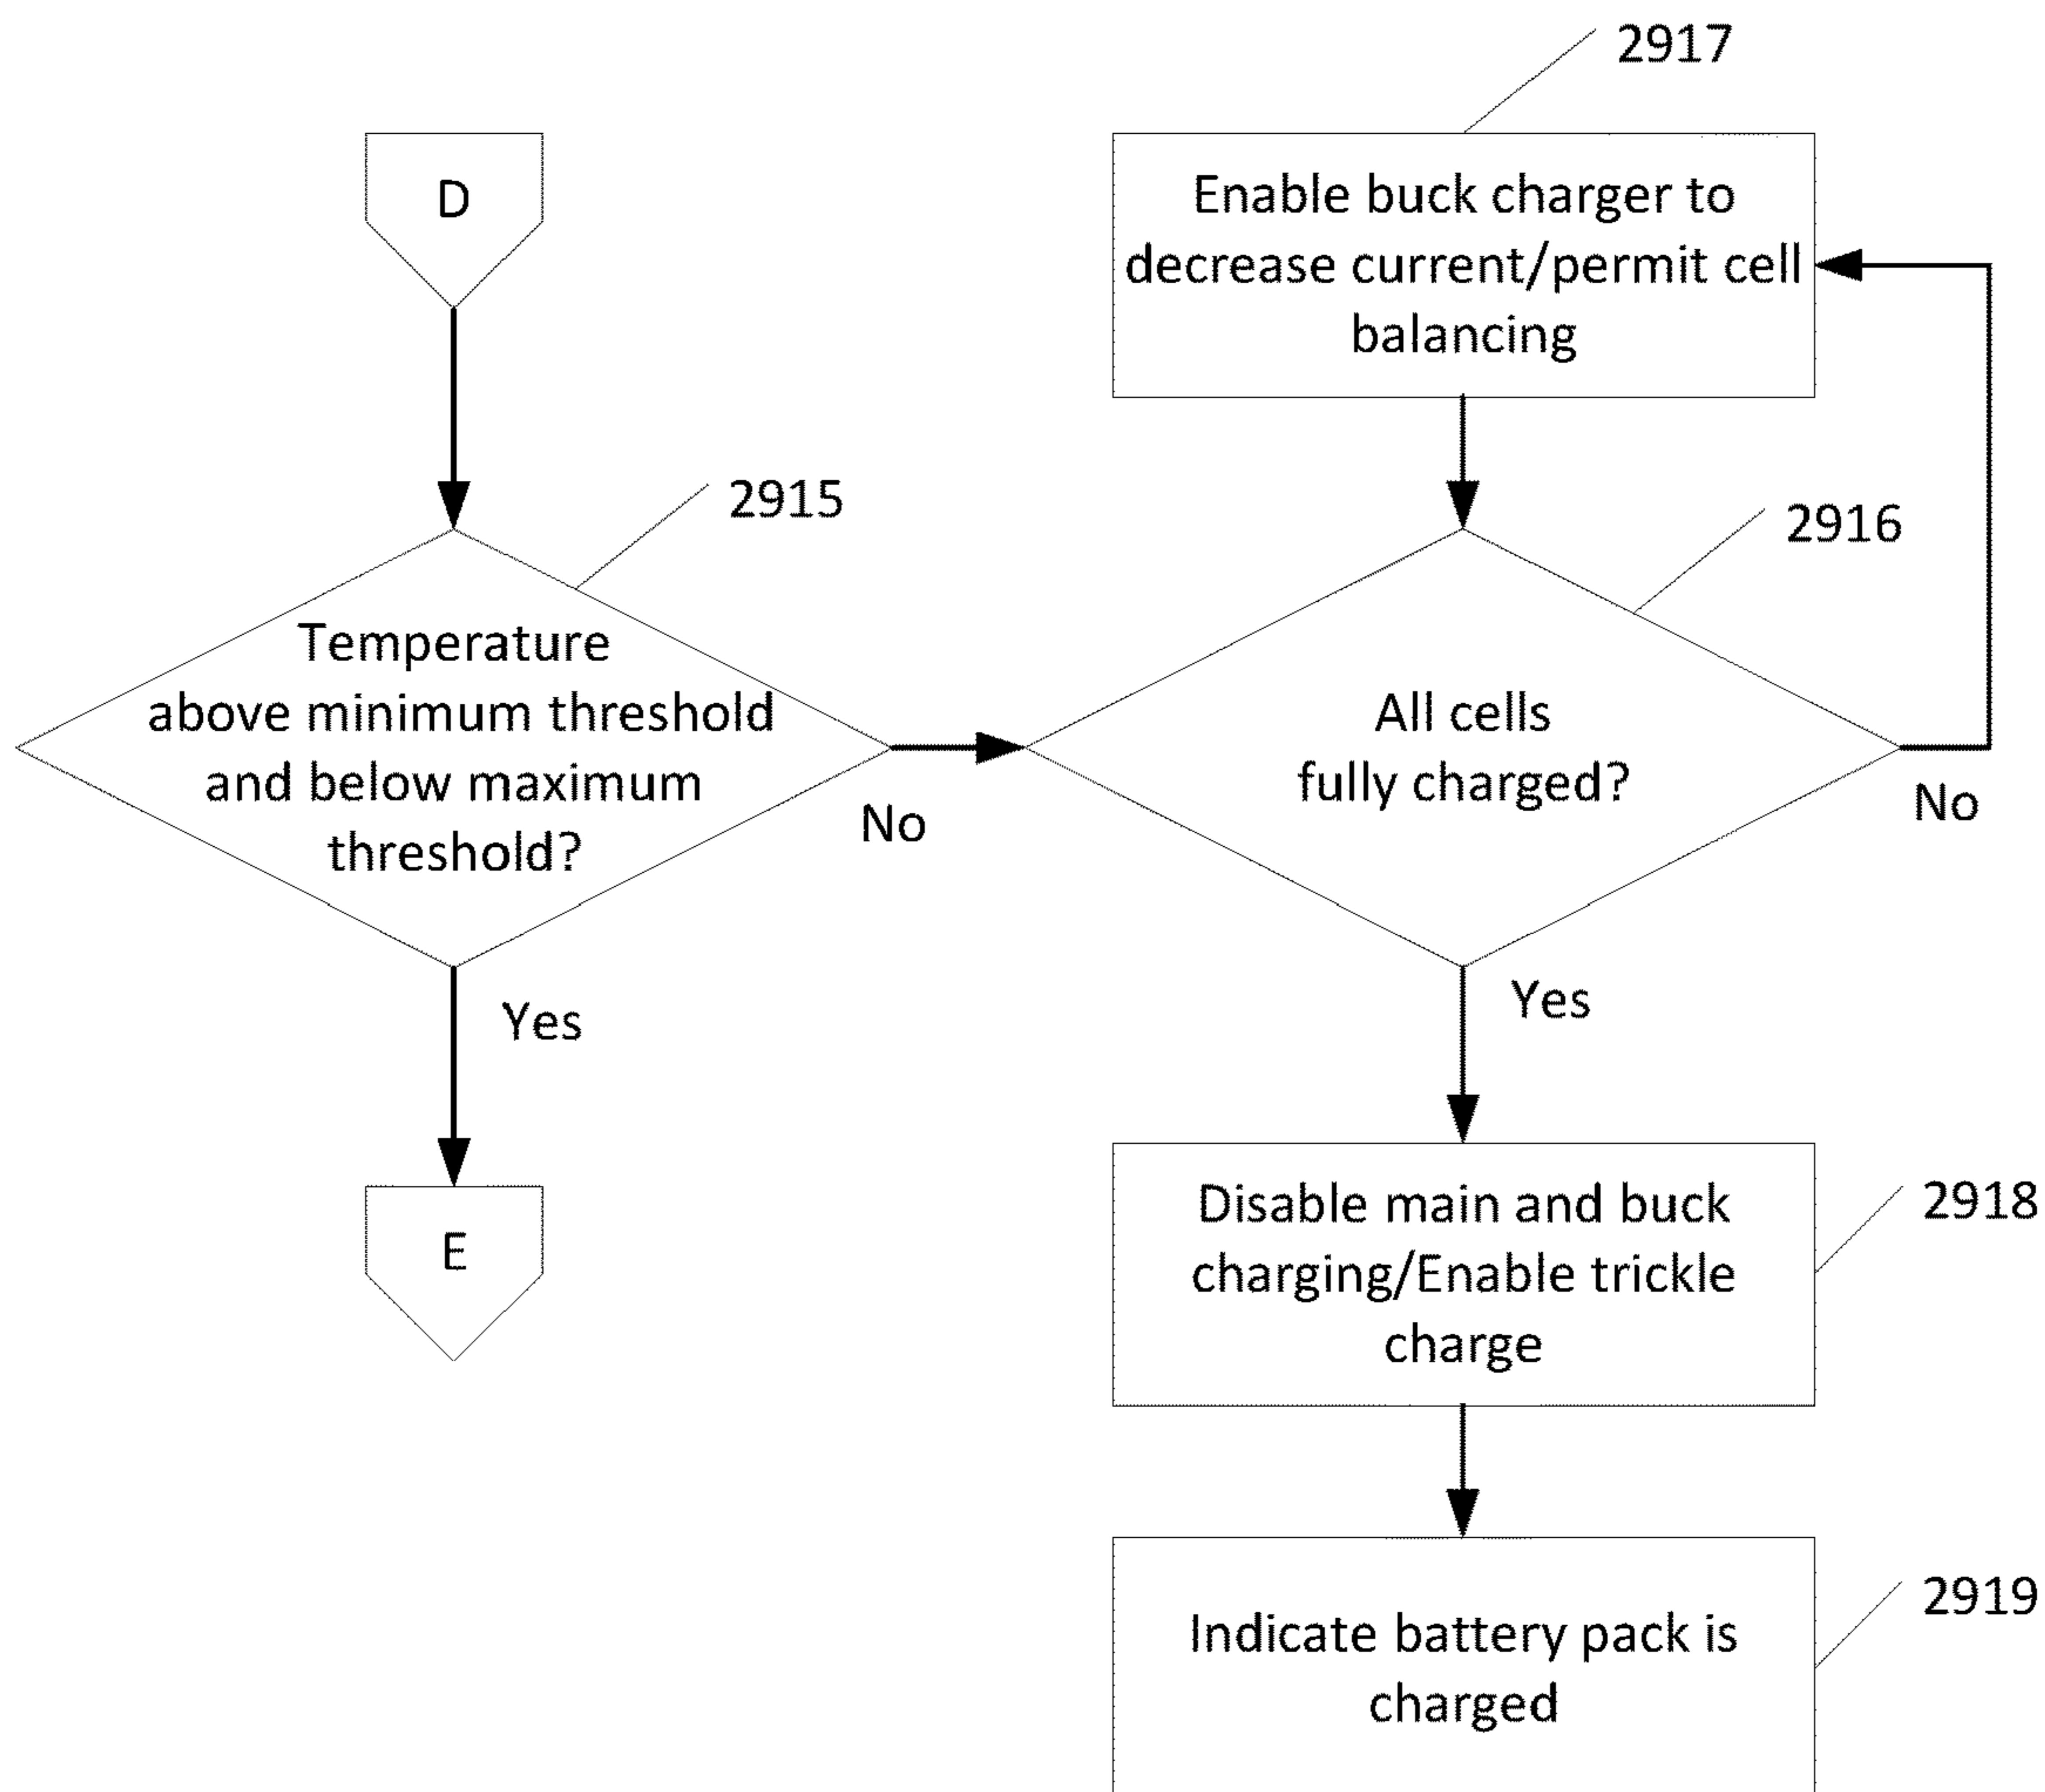 2917
D
Enable buck charger to
decrease current/permit cell
balancing
2915
2916
Temperature
above minimum threshold
and below maximum
threshold?
All cells
fully charged?
No
No
Yes
Yes
E
Disable main and buck
charging/Enable trickle
charge
2918
2919
Indicate battery pack is
charged